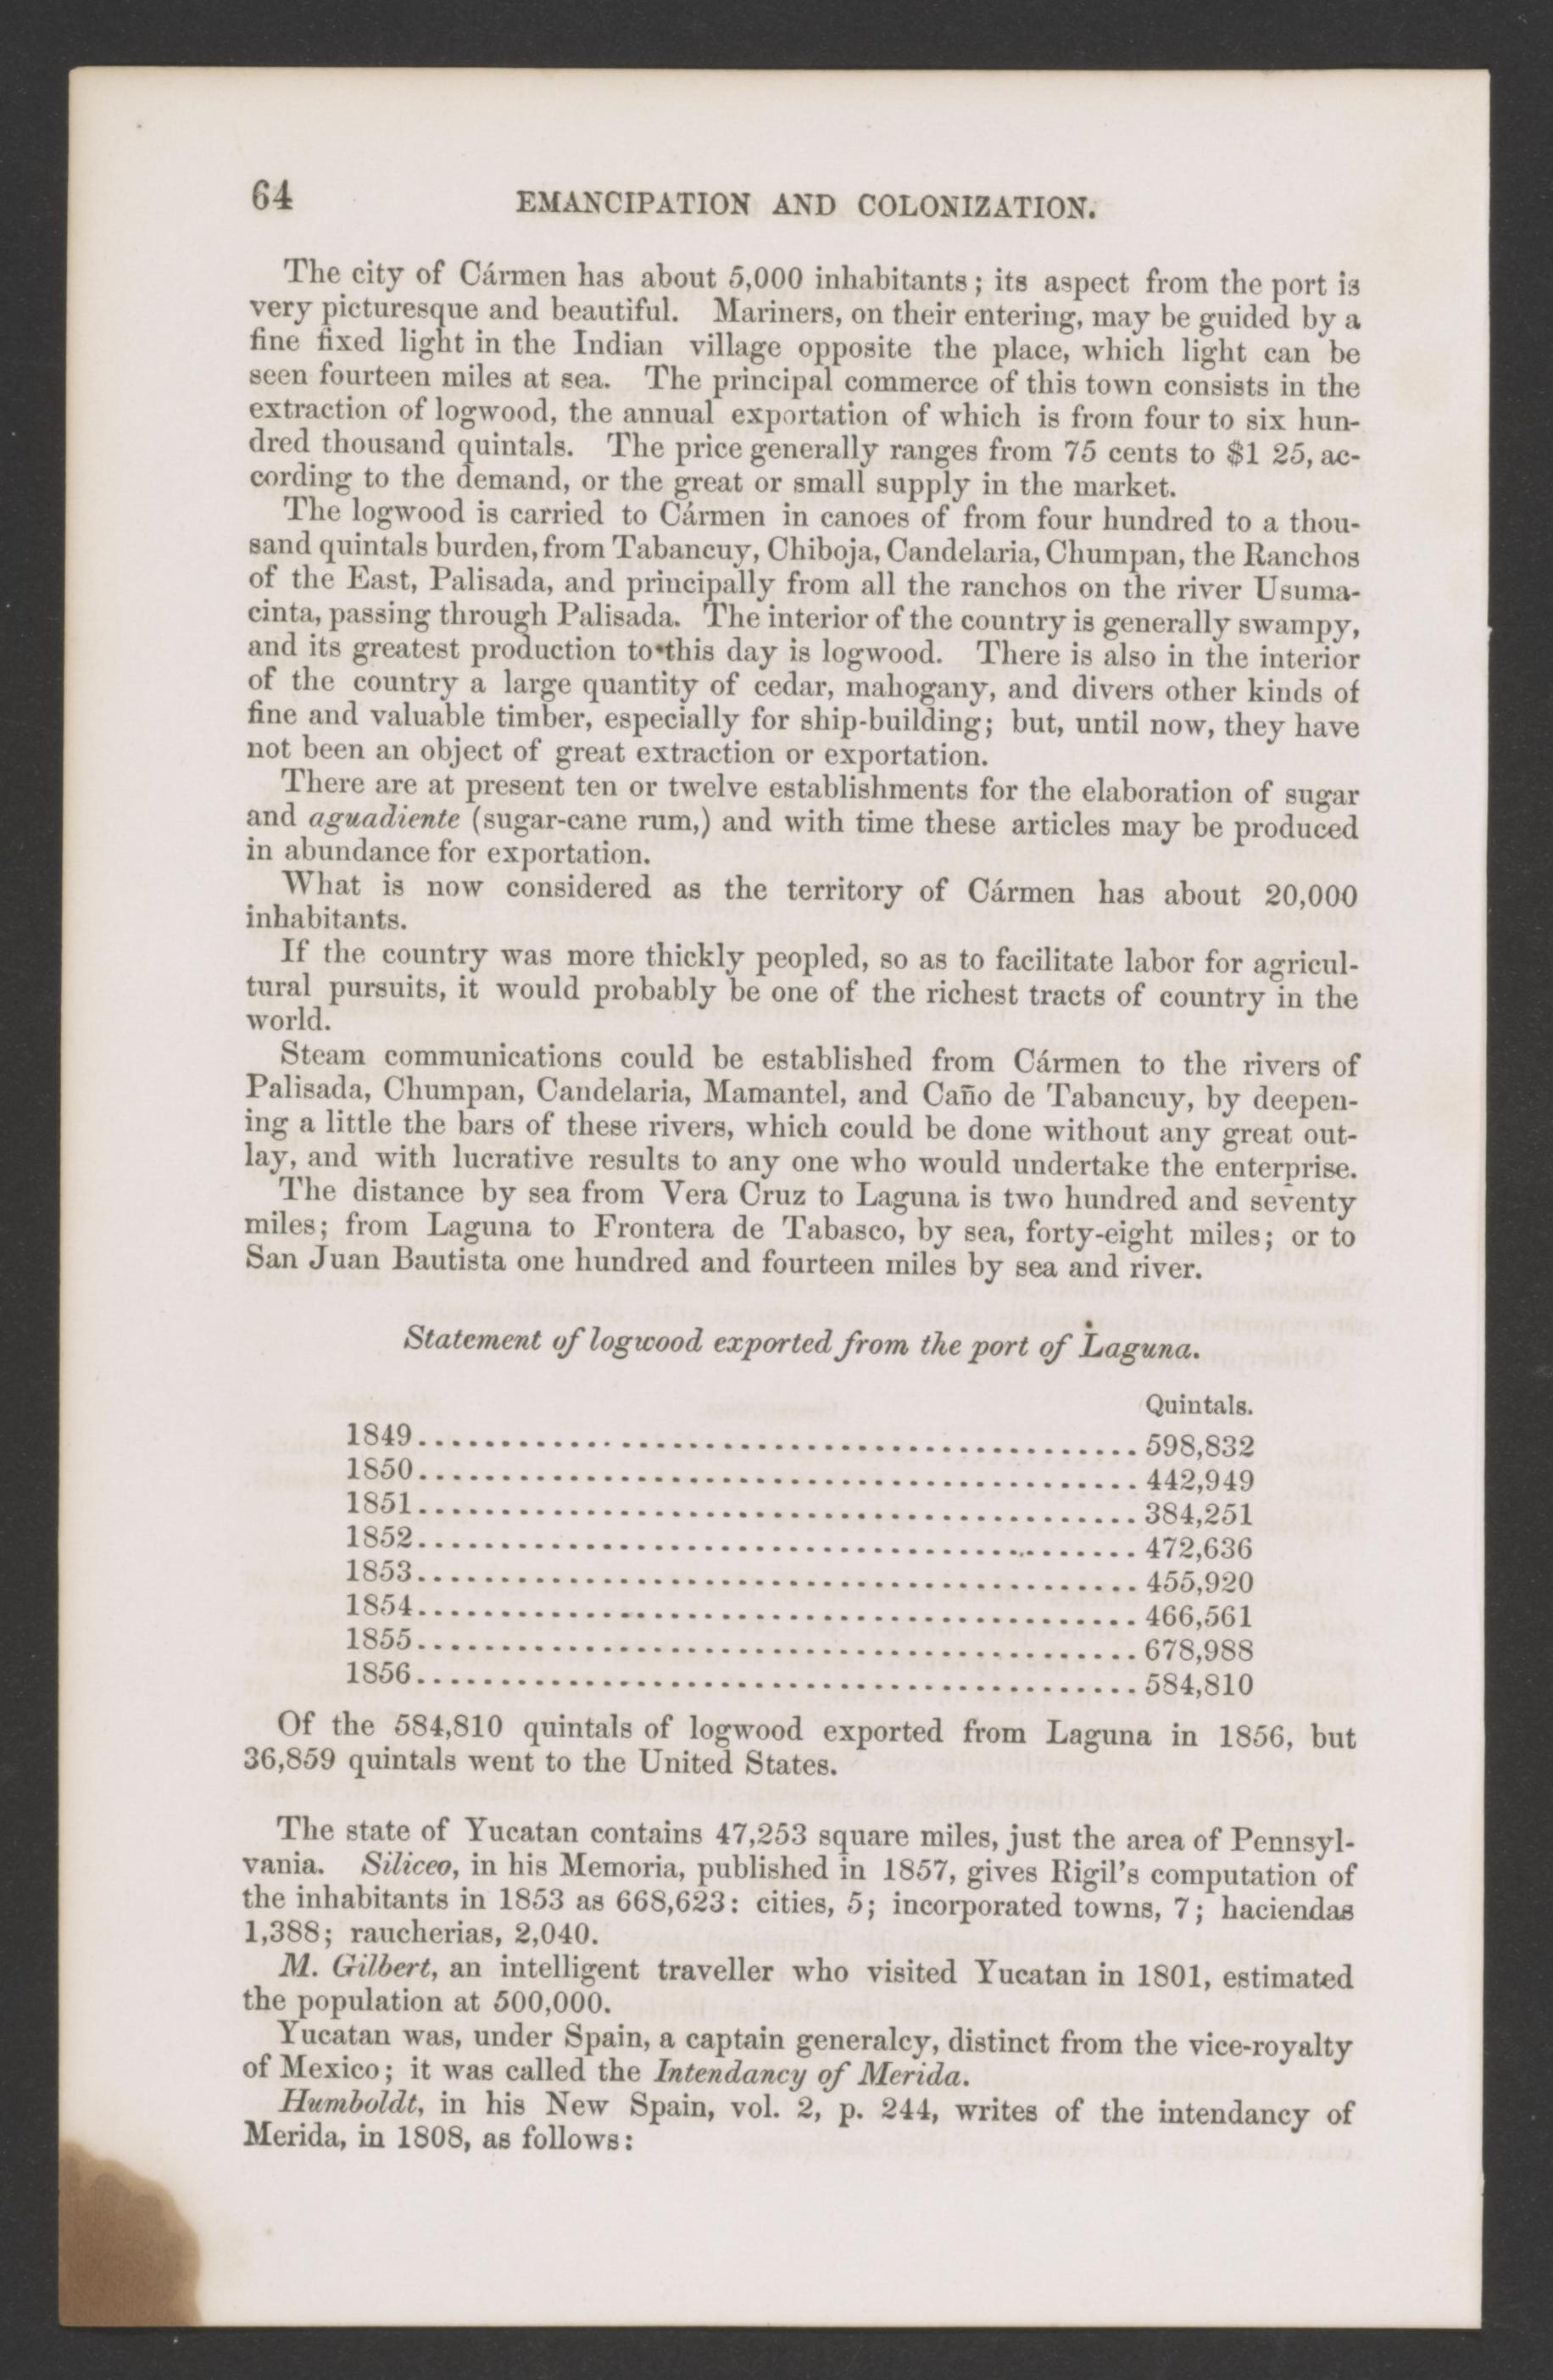 64 EMANCIPATION AND COLONIZATION.
The city of Cármen has about 5,000 inhabitants; its aspect from the port is
very picturesque and beautiful. Mariners, on their entering, may be guided by a
fine fixed light in the Indian village opposite the place, which light can be
seen fourteen miles at sea. The principal commerce of this town consists in the
extraction of logwood, the annual exportation of which is from four to six hun-
dred thousand quintals. The price generally ranges from 75 cents to $1 25, ac-
cording to the demand, or the great or small supply in the market.
The logwood is carried to Cármen in canoes of from four hundred to a thou-
sand quintals burden, from Tabancuy, Chiboja, Candelaria, Chumpan, the Ranchos
of the East, Palisada, and principally from all the ranchos on the river Usuma-
cinta, passing through Palisada. The interior of the country is generally swampy,
and its greatest production to this day is logwood. There is also in the interior
of the country a large quantity of cedar, mahogany, and divers other kinds of
fine and valuable timber, especially for ship-building; but, until now, they have
not been an object of great extraction or exportation.
There are at present ten or twelve establishments for the elaboration of sugar
and aguadiente (sugar-cane rum,) and with time these articles may be produced
in abundance for exportation.
What is now considered as the territory of Cármen has about 20,000
inhabitants.
If the country was more thickly peopled, so as to facilitate labor for agricul-
tural pursuits, it would probably be one of the richest tracts of country in the
world.
Steam communications could be established from Cármen to the rivers of
Palisada, Chumpan, Candelaria, Mamantel, and Caño de Tabancuy, by deepen-
ing a little the bars of these rivers, which could be done without any great out-
lay, and with lucrative results to any one who would undertake the enterprise.
The distance by sea from Vera Cruz to Laguna is two hundred and seventy
miles; from Laguna to Frontera de Tabasco, by sea, forty-eight miles; or to
San Juan Bautista one hundred and fourteen miles by sea and river.
Statement of logwood exported from the port of Laguna.
Quintals.
1849........................................... 598,832
1850........................................... 442,949
1851........................................... 384,251
1852........................................... 472,636
1853........................................... 455,920
1854........................................... 466,561
1855........................................... 678,988
1856........................................... 584,810
Of the 584,810 quintals of logwood exported from Laguna in 1856, but
36,859 quintals went to the United States.
The state of Yucatan contains 47,253 square miles, just the area of Pennsyl-
vania. Siliceo, in his Memoria, published in 1857, gives Rigil's computation of
the inhabitants in 1853 as 668,623: cities, 5; incorporated towns, 7; haciendas
1,388; raucherias, 2,040.
M. Gilbert, an intelligent traveller who visited Yucatan in 1801, estimated
the population at 500,000.
Yucatan was, under Spain, a captain generalcy, distinct from the vice-royalty
of Mexico; it was called the Intendancy of Merida.
Humboldt, in his New Spain, vol. 2, p. 244, writes of the intendancy of
Merida, in 1808, as follows: